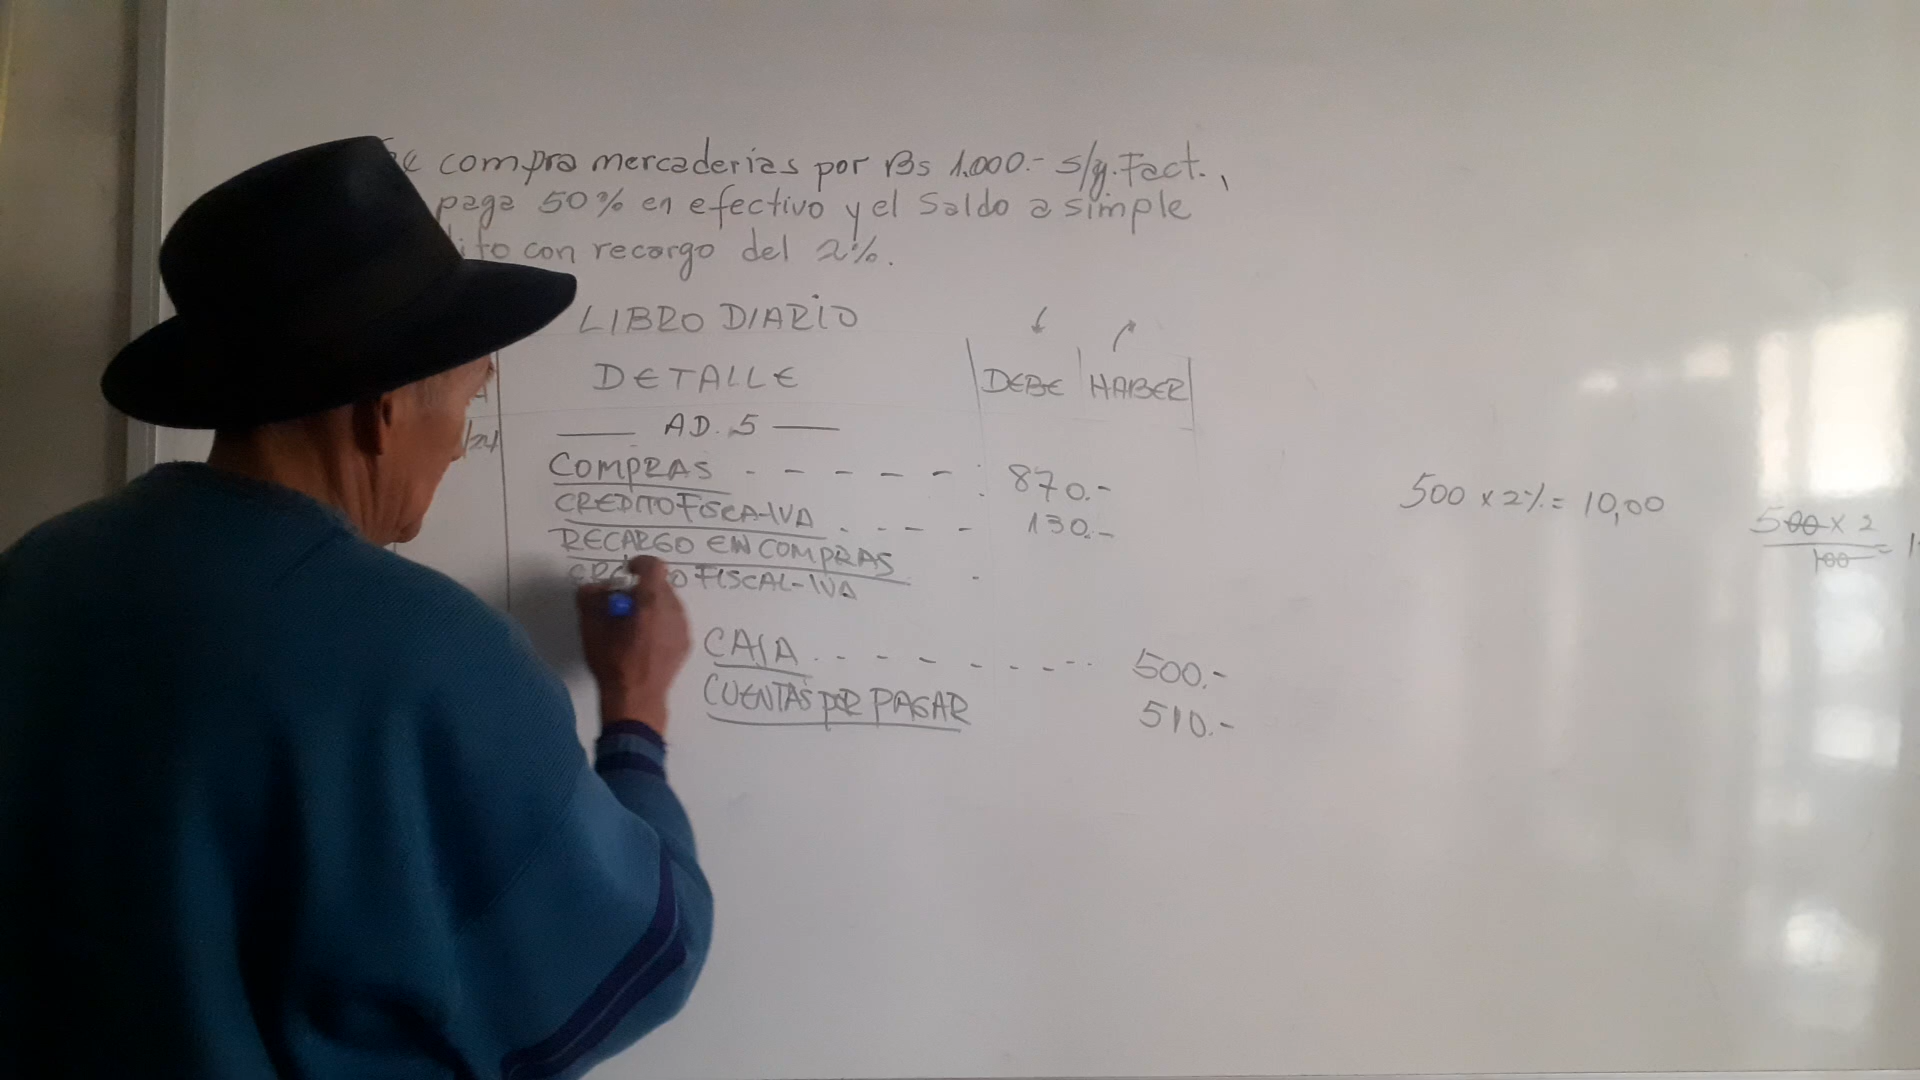 compra mercaderias por Bs 1.000.- s/g. Fact.,
paga 50% en efectivo y el Saldo a simple
dito con recargo del 2%.
LIBRO DIARIO
DETALLE DEBE HABER
AD. 5
COMPRAS 870.-
CREDITO FISCA-IVA 130.-
RECARGO EN COMPRAS
FISCAL-IVA
CAJA 500.-
CUENTAS POR PAGAR 510.-
500 x 2% = 10,00
500 x 2
100 =